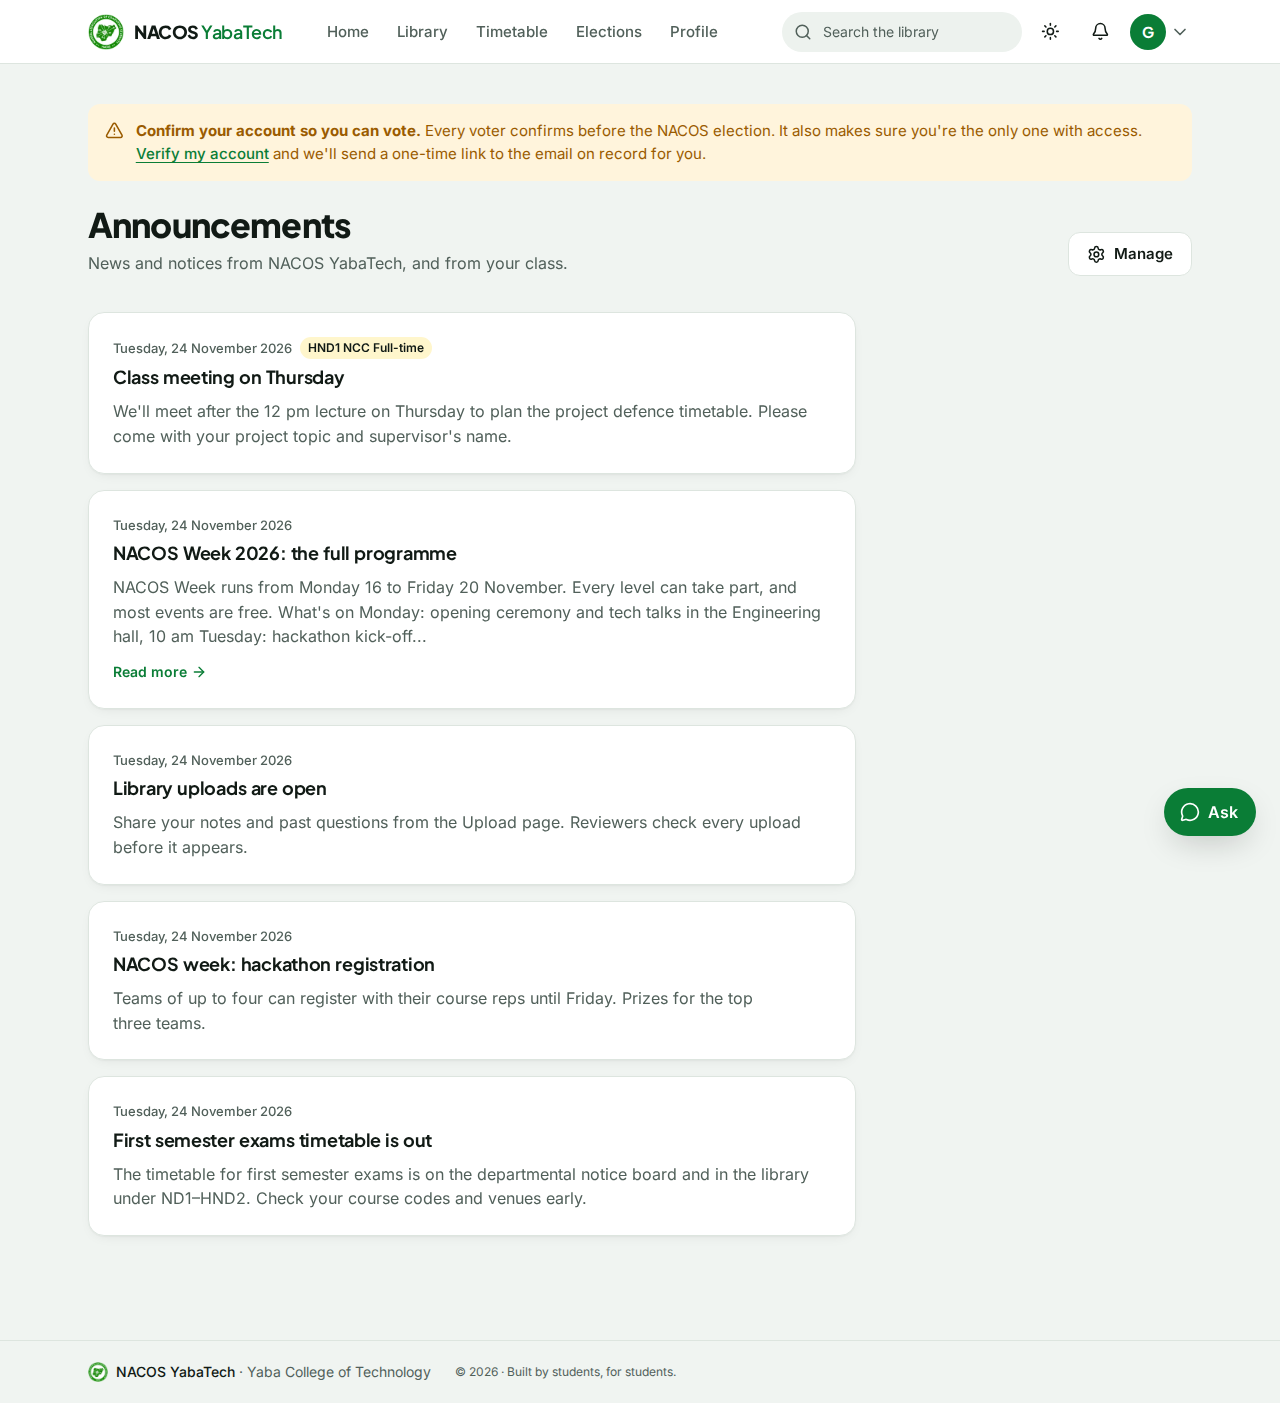 NACOS YabaTech
Home
Library
Timetable
Elections
Profile
Search the library
G
Confirm your account so you can vote. Every voter confirms before the NACOS election. It also makes sure you're the only one with access.
Verify my account and we'll send a one-time link to the email on record for you.
Announcements
News and notices from NACOS YabaTech, and from your class.
Manage
Tuesday, 24 November 2026 HND1 NCC Full-time
Class meeting on Thursday
We'll meet after the 12 pm lecture on Thursday to plan the project defence timetable. Please
come with your project topic and supervisor's name.
Tuesday, 24 November 2026
NACOS Week 2026: the full programme
NACOS Week runs from Monday 16 to Friday 20 November. Every level can take part, and
most events are free. What's on Monday: opening ceremony and tech talks in the Engineering
hall, 10 am Tuesday: hackathon kick-off...
Read more →
Tuesday, 24 November 2026
Library uploads are open
Share your notes and past questions from the Upload page. Reviewers check every upload
before it appears.
Ask
Tuesday, 24 November 2026
NACOS week: hackathon registration
Teams of up to four can register with their course reps until Friday. Prizes for the top
three teams.
Tuesday, 24 November 2026
First semester exams timetable is out
The timetable for first semester exams is on the departmental notice board and in the library
under ND1–HND2. Check your course codes and venues early.
NACOS YabaTech · Yaba College of Technology
© 2026 · Built by students, for students.